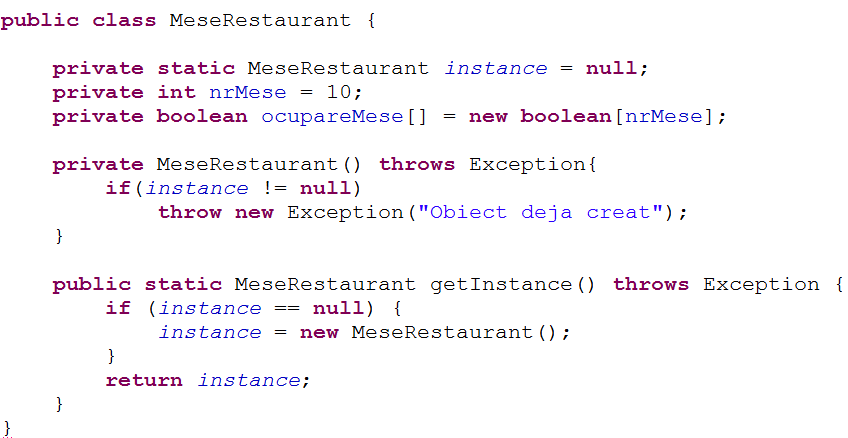 public class MeseRestaurant {
private static MeseRestaurant instance = null;
private int nrMese = 10;
private boolean ocupareMese[] = new boolean[nrMese];
private MeseRestaurant() throws Exception{
if(instance != null)
throw new Exception("Obiect deja creat");
}
public static MeseRestaurant getInstance() throws Exception {
if (instance == null) {
instance = new MeseRestaurant();
}
return instance;
}
}